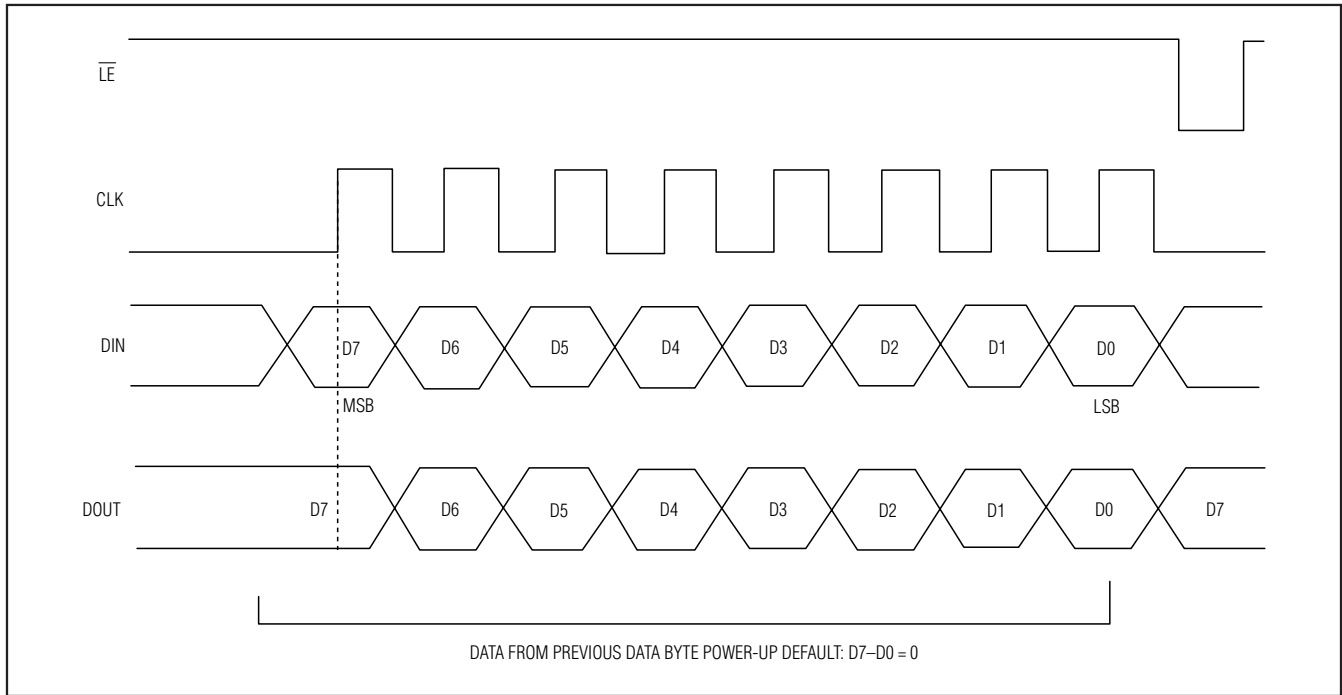 L̅E̅
CLK
DIN
D7 D6 D5 D4 D3 D2 D1 D0
MSB LSB
DOUT
D7 D6 D5 D4 D3 D2 D1 D0 D7
DATA FROM PREVIOUS DATA BYTE POWER-UP DEFAULT: D7–D0 = 0